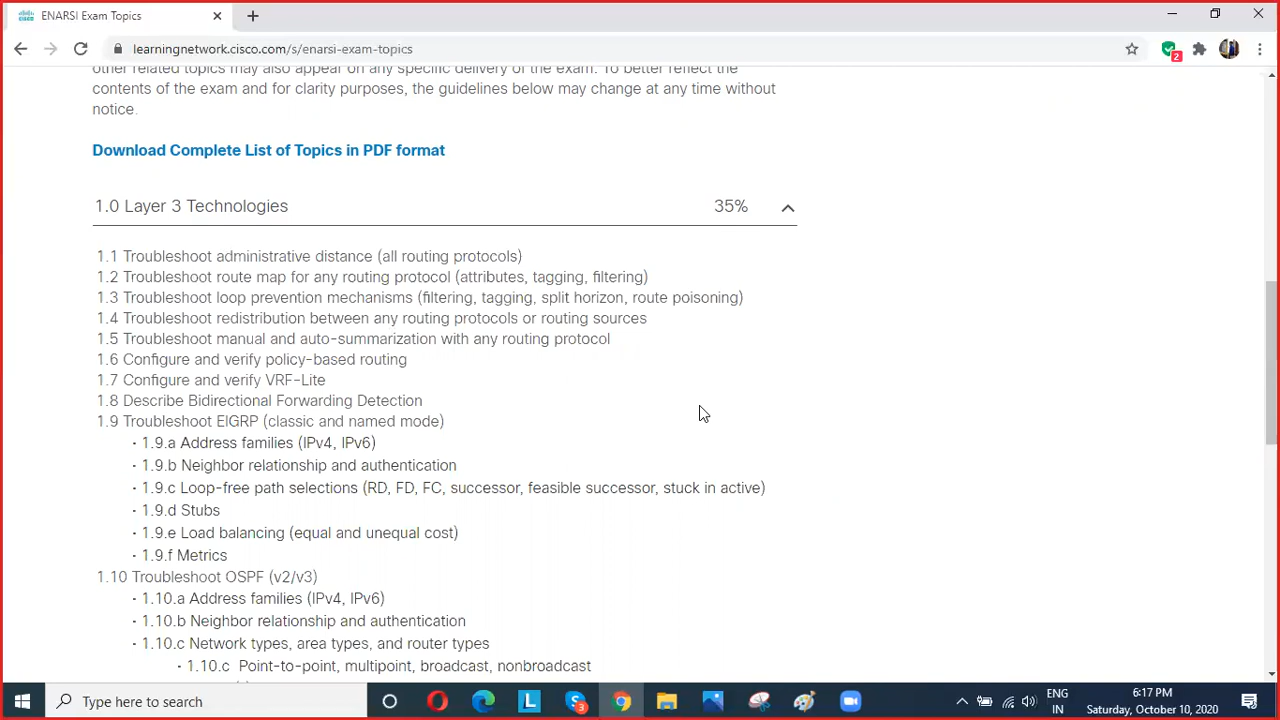 ENARSI Exam Topics
learningnetwork.cisco.com/s/enarsi-exam-topics
2
other related topics may also appear on any specific delivery of the exam. To better reflect the
contents of the exam and for clarity purposes, the guidelines below may change at any time without
notice.
Download Complete List of Topics in PDF format
1.0 Layer 3 Technologies 35%
1.1 Troubleshoot administrative distance (all routing protocols)
1.2 Troubleshoot route map for any routing protocol (attributes, tagging, filtering)
1.3 Troubleshoot loop prevention mechanisms (filtering, tagging, split horizon, route poisoning)
1.4 Troubleshoot redistribution between any routing protocols or routing sources
1.5 Troubleshoot manual and auto-summarization with any routing protocol
1.6 Configure and verify policy-based routing
1.7 Configure and verify VRF-Lite
1.8 Describe Bidirectional Forwarding Detection
1.9 Troubleshoot EIGRP (classic and named mode)
· 1.9.a Address families (IPv4, IPv6)
· 1.9.b Neighbor relationship and authentication
· 1.9.c Loop-free path selections (RD, FD, FC, successor, feasible successor, stuck in active)
· 1.9.d Stubs
· 1.9.e Load balancing (equal and unequal cost)
· 1.9.f Metrics
1.10 Troubleshoot OSPF (v2/v3)
· 1.10.a Address families (IPv4, IPv6)
· 1.10.b Neighbor relationship and authentication
· 1.10.c Network types, area types, and router types
· 1.10.c Point-to-point, multipoint, broadcast, nonbroadcast
Type here to search
L
3
ENG
IN
6:17 PM
Saturday, October 10, 2020